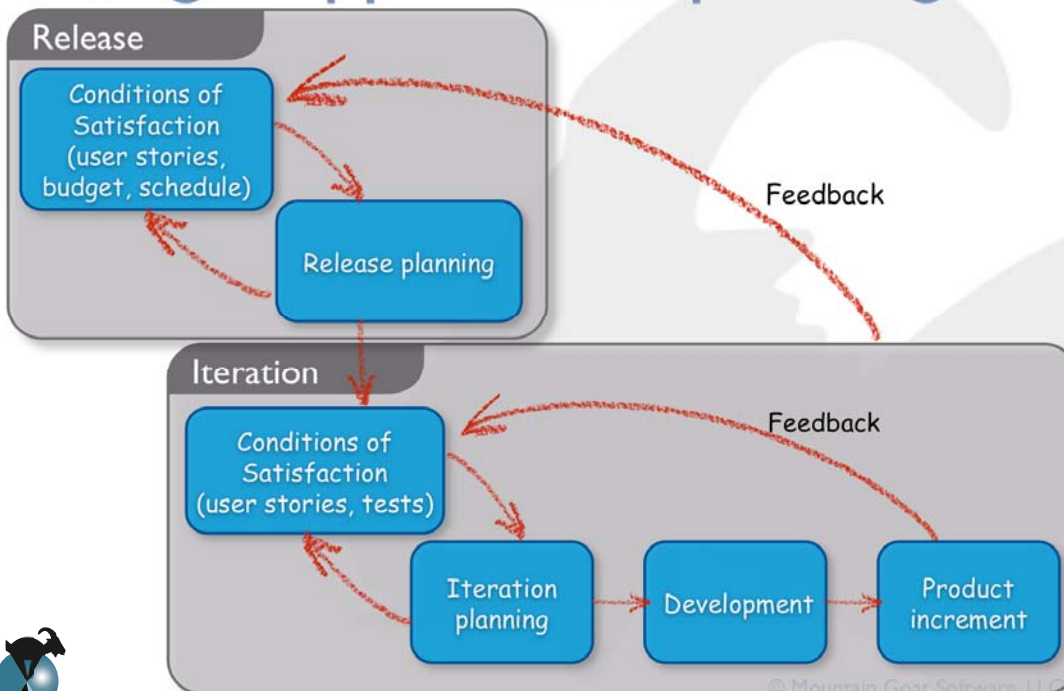 Release
Conditions of
Satisfaction
(user stories,
budget, schedule)
Release planning
Feedback
Iteration
Conditions of
Satisfaction
(user stories, tests)
Feedback
Iteration
planning
Development
Product
increment
© Mountain Goat Software, LLC